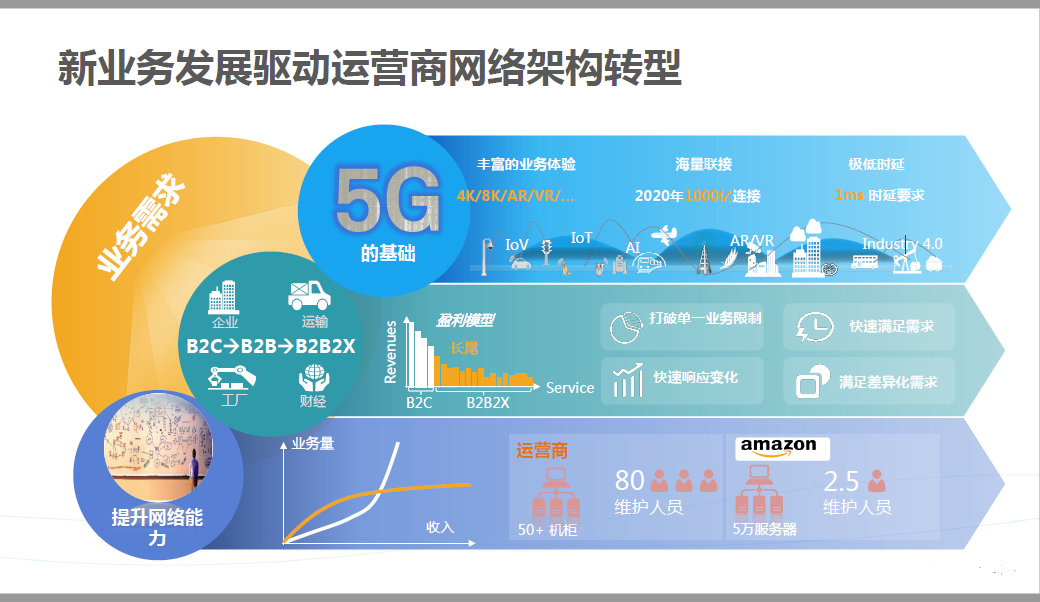 新业务发展驱动运营商网络架构转型
业务需求
5G
的基础
丰富的业务体验
4K/8K/AR/VR/...
海量联接
2020年1000亿连接
极低时延
1ms 时延要求
IoV
IoT
AI
AR/VR
Industry 4.0
企业
运输
B2C→B2B→B2B2X
工厂
财经
Revenues
盈利模型
长尾
Service
B2C
B2B2X
打破单一业务限制
快速满足需求
快速响应变化
满足差异化需求
提升网络能
力
业务量
收入
运营商
80
维护人员
50+ 机柜
amazon
2.5
维护人员
5万服务器